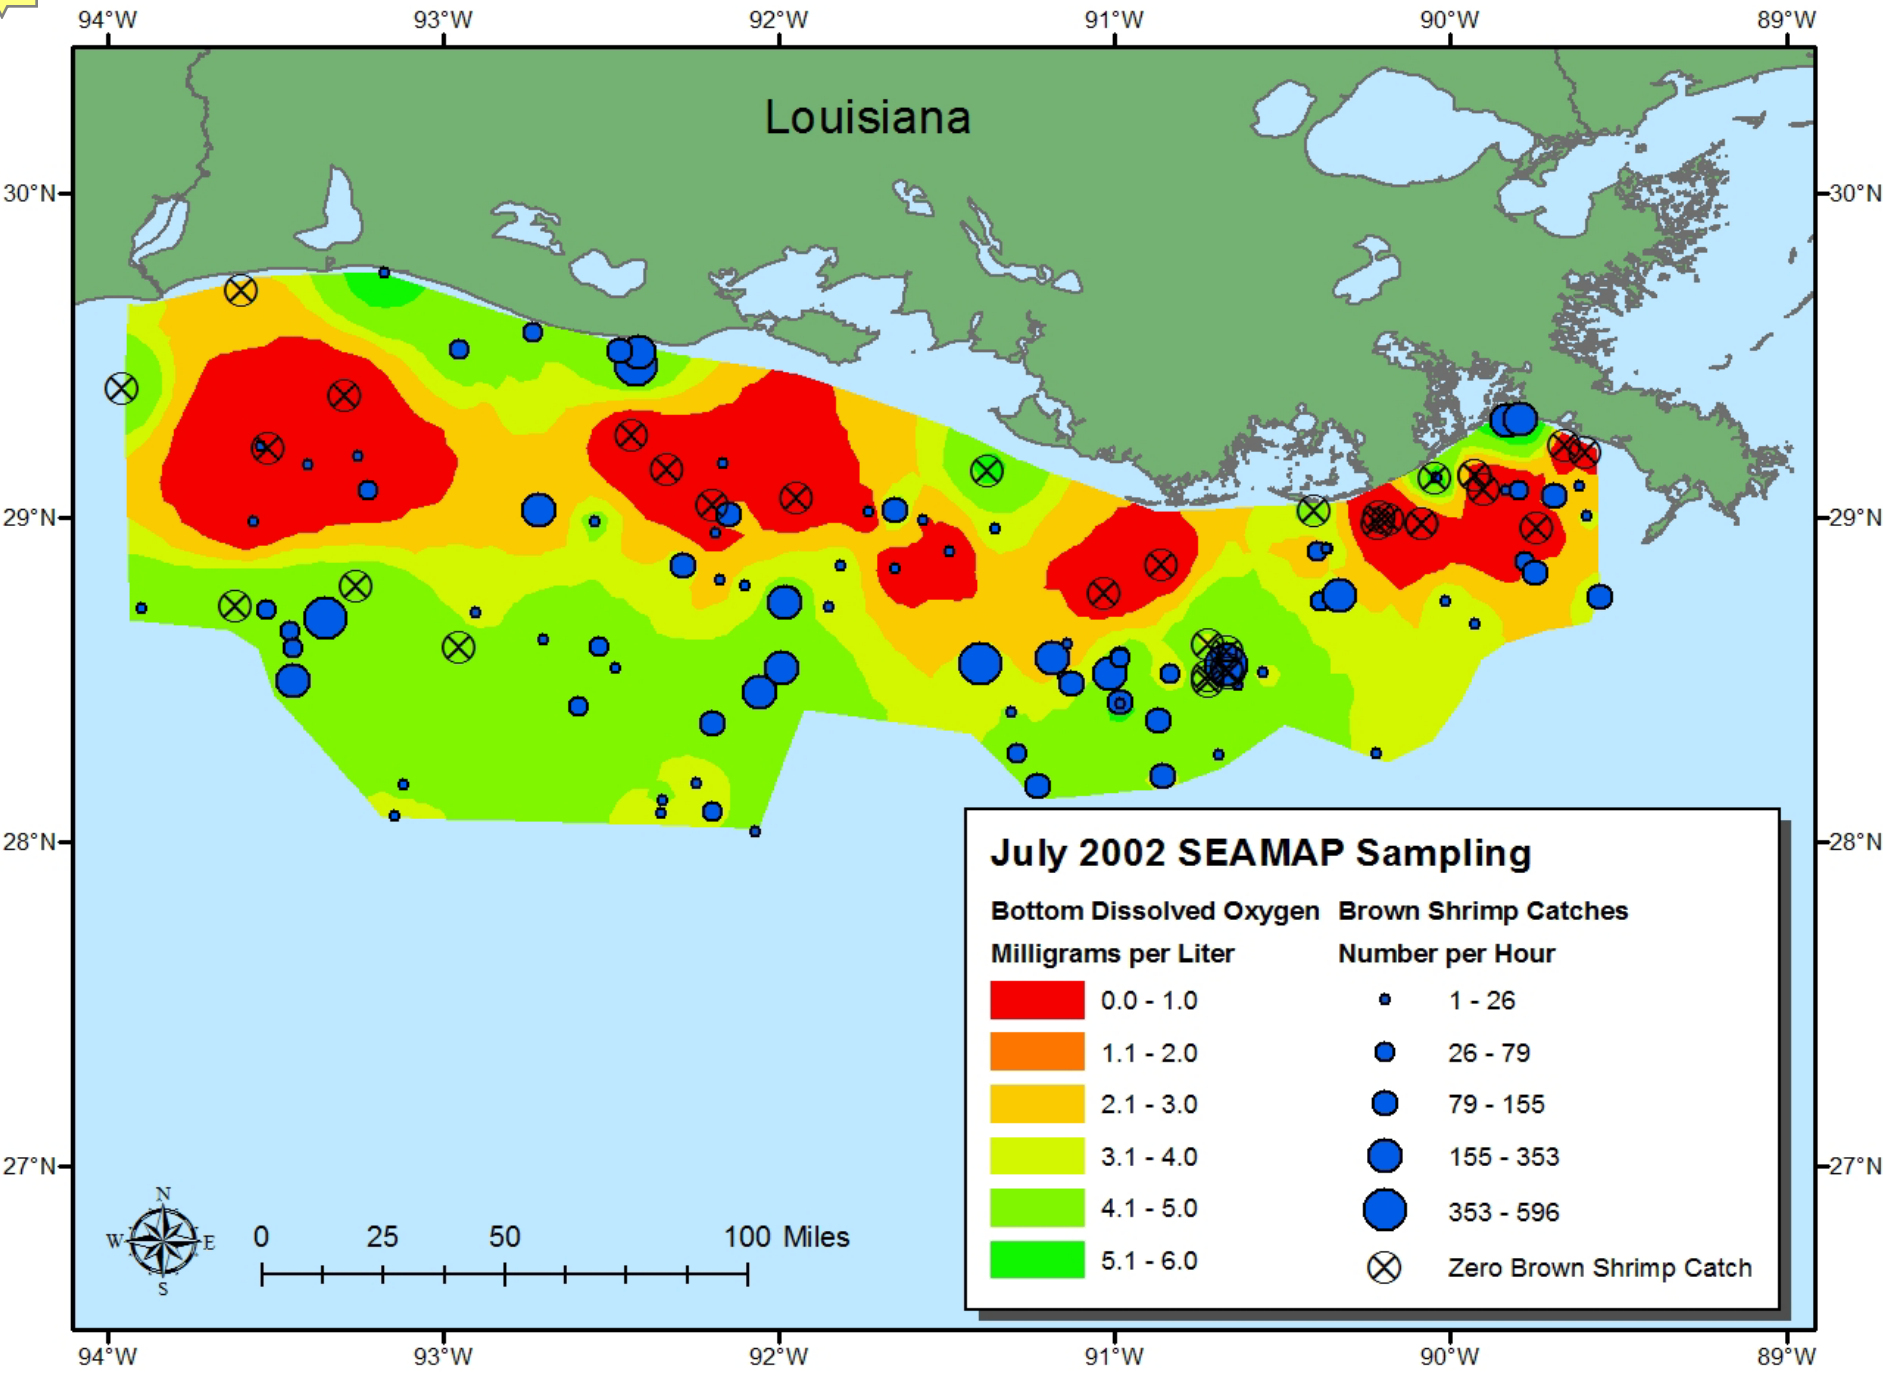 94°W 93°W 92°W 91°W 90°W 89°W
Louisiana
30°N 30°N
29°N 29°N
28°N 28°N
July 2002 SEAMAP Sampling
Bottom Dissolved Oxygen Brown Shrimp Catches
Milligrams per Liter Number per Hour
0.0 - 1.0 1 - 26
1.1 - 2.0 26 - 79
2.1 - 3.0 79 - 155
3.1 - 4.0 155 - 353
27°N 27°N
4.1 - 5.0 353 - 596
5.1 - 6.0 Zero Brown Shrimp Catch
N
W E
S
0 25 50 100 Miles
94°W 93°W 92°W 91°W 90°W 89°W